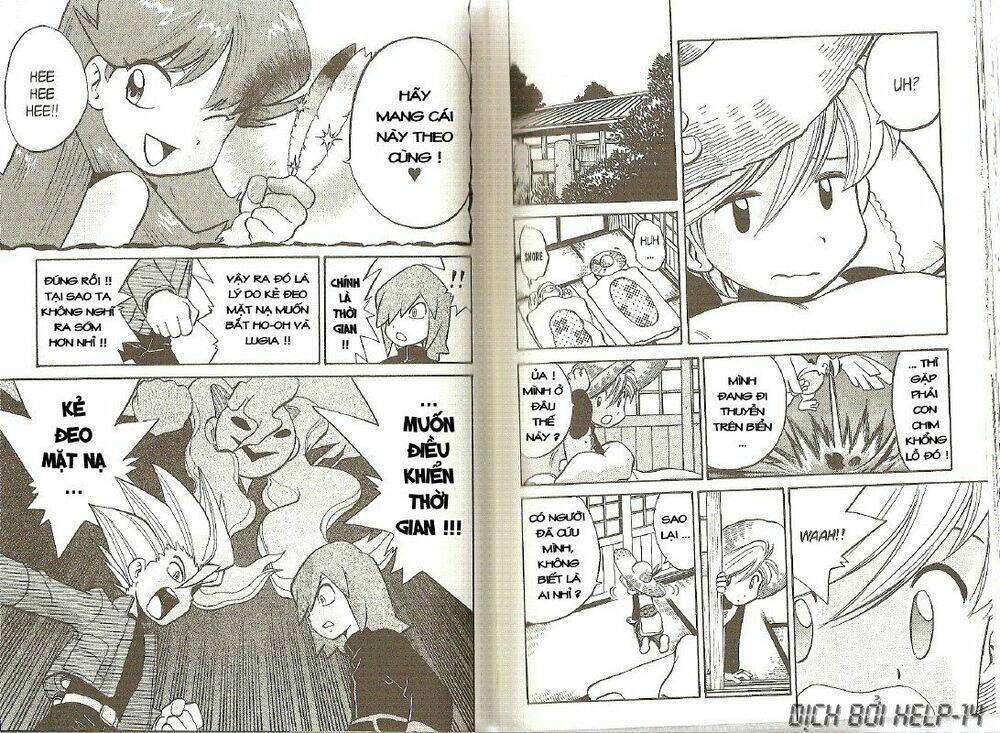 UH?
HUH
...
SNORE
ỦA !
MÌNH Ở
ĐÂU
THẾ
NÀY ?
MÌNH
ĐANG ĐI
THUYỀN
TRÊN BIỂN
...
... THÌ
GẶP
PHẢI
CON
CHIM
KHỔNG
LỒ ĐÓ !
WAAH!!
SAO
LẠI ...
CÓ NGƯỜI
ĐÃ CỨU
MÌNH,
KHÔNG
BIẾT LÀ
AI NHỈ ?
HÃY
MANG CÁI
NÀY THEO
CÙNG !
♥
HEE
HEE
HEE!!
!!
CHÍNH
LÀ
THỜI
GIAN
!!
VẬY RA ĐÓ LÀ
LÝ DO KẺ ĐEO
MẶT NẠ MUỐN
BẮT HO-OH VÀ
LUGIA !!
ĐÚNG RỒI !!
TẠI SAO TA
KHÔNG NGHĨ
RA SỚM
HƠN NHỈ !!
KẺ
ĐEO
MẶT NẠ
...
...
MUỐN
ĐIỀU
KHIỂN
THỜI
GIAN !!!
DỊCH BỞI HELP-14